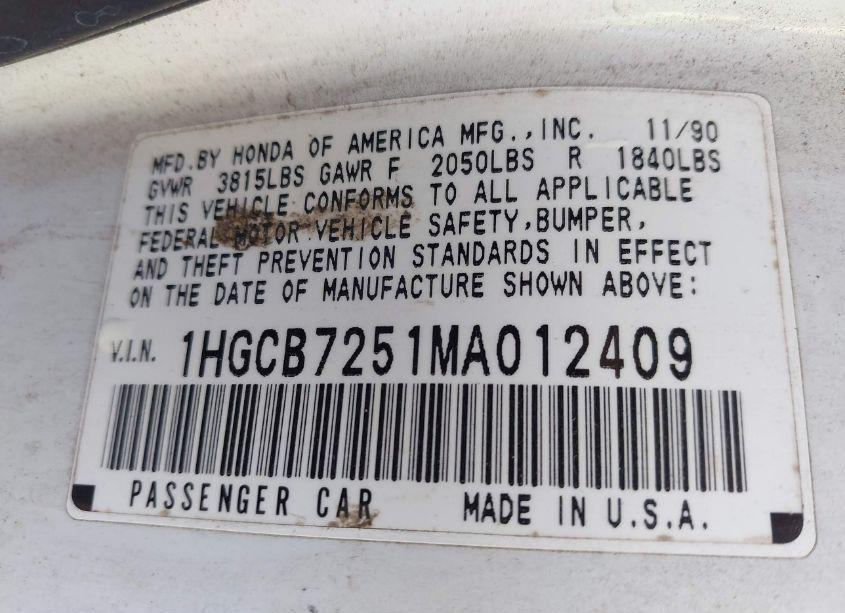 MFD.BY HONDA OF AMERICA MFG.,INC. 11/90
GVWR 3815LBS GAWR F 2050LBS R 1840LBS
THIS VEHICLE CONFORMS TO ALL APPLICABLE
FEDERAL MOTOR VEHICLE SAFETY,BUMPER,
AND THEFT PREVENTION STANDARDS IN EFFECT
ON THE DATE OF MANUFACTURE SHOWN ABOVE:
V.I.N. 1HGCB7251MA012409
PASSENGER CAR MADE IN U.S.A.